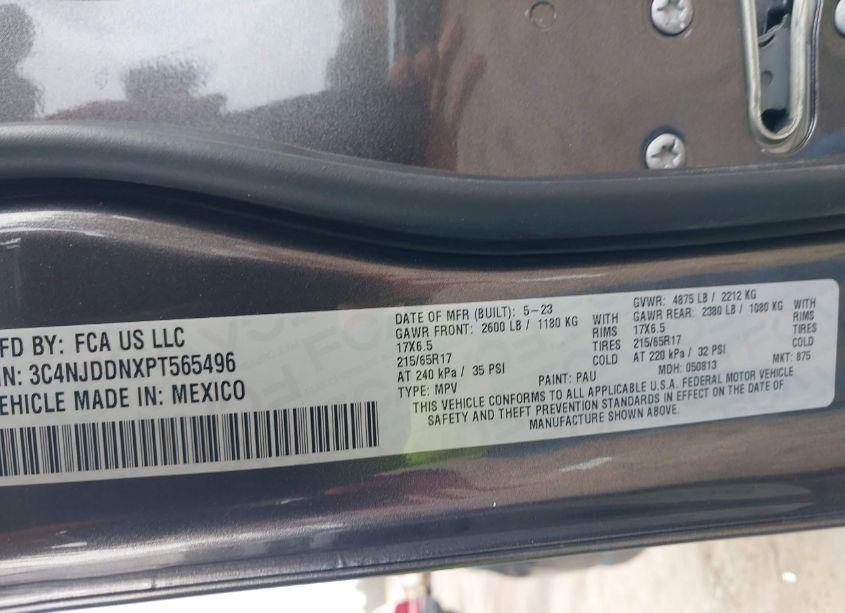 FD BY: FCA US LLC
IN: 3C4NJDDNXPT565496
EHICLE MADE IN: MEXICO
DATE OF MFR (BUILT): 5-23
GAWR FRONT: 2600 LB / 1180 KG WITH
17X6.5 RIMS
215/65R17 TIRES
AT 240 kPa / 35 PSI COLD
TYPE: MPV
PAINT: PAU
GVWR: 4875 LB / 2212 KG
GAWR REAR: 2380 LB / 1080 KG WITH
17X6.5 RIMS
215/65R17 TIRES
AT 220 kPa / 32 PSI COLD
MDH: 050813
MKT: 875
THIS VEHICLE CONFORMS TO ALL APPLICABLE U.S.A. FEDERAL MOTOR VEHICLE
SAFETY AND THEFT PREVENTION STANDARDS IN EFFECT ON THE DATE OF
MANUFACTURE SHOWN ABOVE.